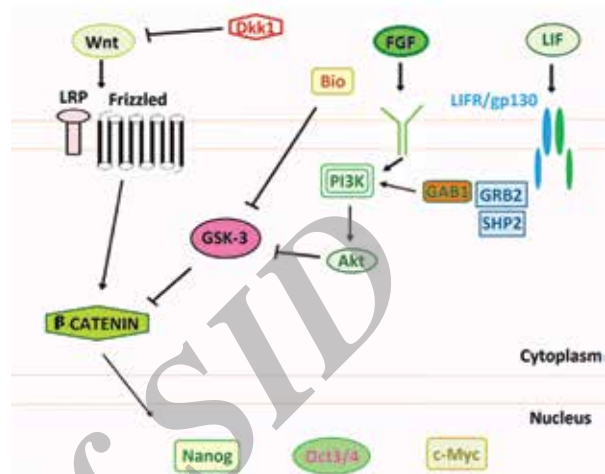 Wnt
Dkk1
FGF
LIF
LRP
Frizzled
Bio
LIFR/gp130
PI3K
GAB1
GRB2
SHP2
GSK-3
Akt
β CATENIN
Cytoplasm
Nucleus
Nanog
Oct3/4
c-Myc
of SID